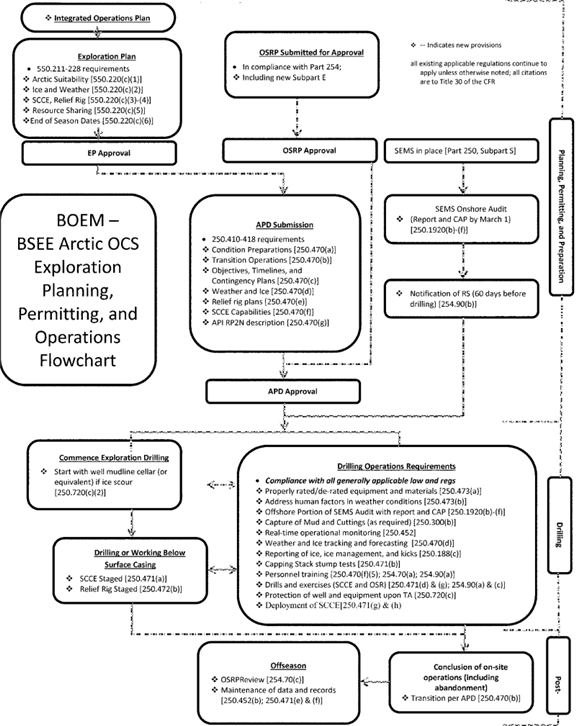 ❖ Integrated Operations Plan
Exploration Plan
• 550.211-228 requirements
❖ Arctic Suitability [550.220(c)(1)]
❖ Ice and Weather [550.220(c)(2)]
❖ SCCE, Relief Rig [550.220(c)(3)-(4)]
❖ Resource Sharing [550.220(c)(5)]
❖ End of Season Dates [550.220(c)(6)]
EP Approval
OSRP Submitted for Approval
• In compliance with Part 254;
❖ Including new Subpart E
OSRP Approval
❖ -- Indicates new provisions
all existing applicable regulations continue to
apply unless otherwise noted; all citations
are to Title 30 of the CFR
SEMS in place [Part 250, Subpart S]
SEMS Onshore Audit
❖ (Report and CAP by March 1)
[250.1920(b)-(f)]
❖ Notification of RS (60 days before
drilling) [254.90(b)]
Planning, Permitting, and Preparation
BOEM –
BSEE Arctic OCS
Exploration
Planning,
Permitting, and
Operations
Flowchart
APD Submission
• 250.410-418 requirements
❖ Condition Preparations [250.470(a)]
❖ Transition Operations [250.470(b)]
❖ Objectives, Timelines, and
Contingency Plans [250.470(c)]
❖ Weather and Ice [250.470(d)]
❖ Relief rig plans [250.470(e)]
❖ SCCE Capabilities [250.470(f)]
❖ API RP2N description [250.470(g)]
APD Approval
Commence Exploration Drilling
❖ Start with well mudline cellar (or
equivalent) if ice scour
[250.720(c)(2)]
Drilling or Working Below
Surface Casing
❖ SCCE Staged [250.471(a)]
❖ Relief Rig Staged [250.472(b)]
Drilling Operations Requirements
• Compliance with all generally applicable law and regs
❖ Properly rated/de-rated equipment and materials [250.473(a)]
❖ Address human factors in weather conditions [250.473(b)]
❖ Offshore Portion of SEMS Audit with report and CAP [250.1920(b)-(f)]
❖ Capture of Mud and Cuttings (as required) [250.300(b)]
❖ Real-time operational monitoring [250.452]
❖ Weather and Ice tracking and forecasting [250.470(d)]
❖ Reporting of ice, ice management, and kicks [250.188(c)]
❖ Capping Stack stump tests [250.471(b)]
❖ Personnel training [250.470(f)(5); 254.70(a); 254.90(a)]
❖ Drills and exercises (SCCE and OSR) [250.471(d) & (g); 254.90(a) & (c)]
❖ Protection of well and equipment upon TA [250.720(c)]
❖ Deployment of SCCE[250.471(g) & (h)
Drilling
Offseason
❖ OSRPReview [254.70(c)]
❖ Maintenance of data and records
[250.452(b); 250.471(e) & (f)]
Conclusion of on-site
operations (including
abandonment)
❖ Transition per APD [250.470(b)]
Post-